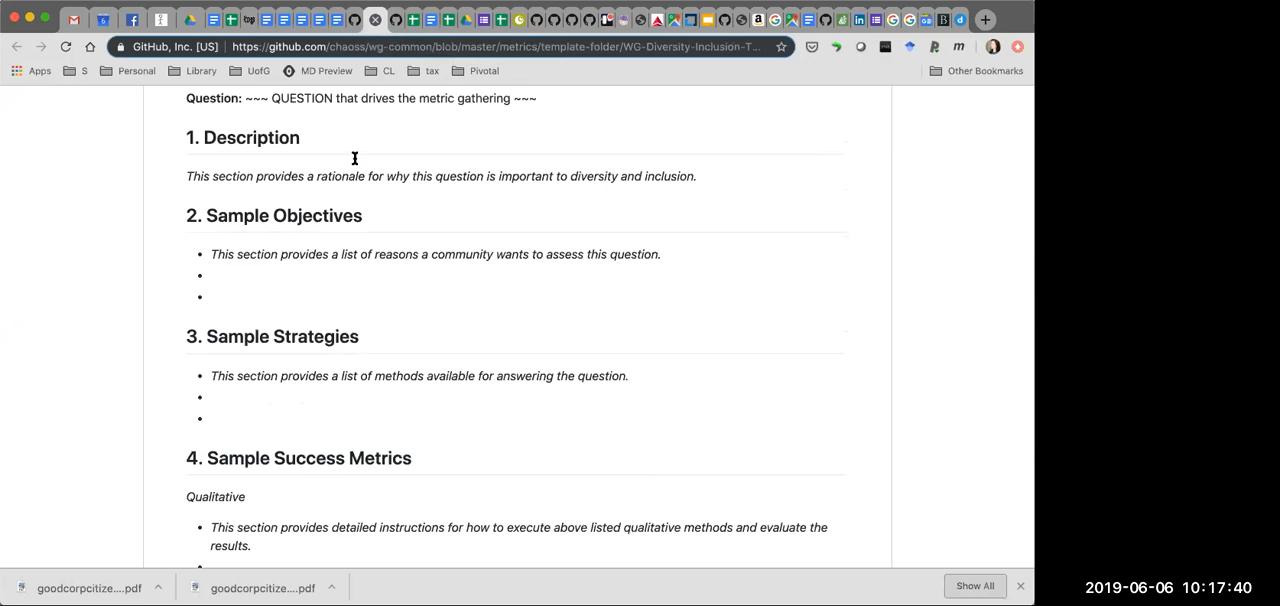 GitHub, Inc. [US] https://github.com/chaoss/wg-common/blob/master/metrics/template-folder/WG-Diversity-Inclusion-T...
Apps S Personal Library UofG MD Preview CL tax Pivotal Other Bookmarks
Question: ~~~ QUESTION that drives the metric gathering ~~~
1. Description
This section provides a rationale for why this question is important to diversity and inclusion.
2. Sample Objectives
• This section provides a list of reasons a community wants to assess this question.
•
•
3. Sample Strategies
• This section provides a list of methods available for answering the question.
•
•
4. Sample Success Metrics
Qualitative
• This section provides detailed instructions for how to execute above listed qualitative methods and evaluate the
results.
goodcorpcitize....pdf goodcorpcitize....pdf Show All
2019-06-06 10:17:40